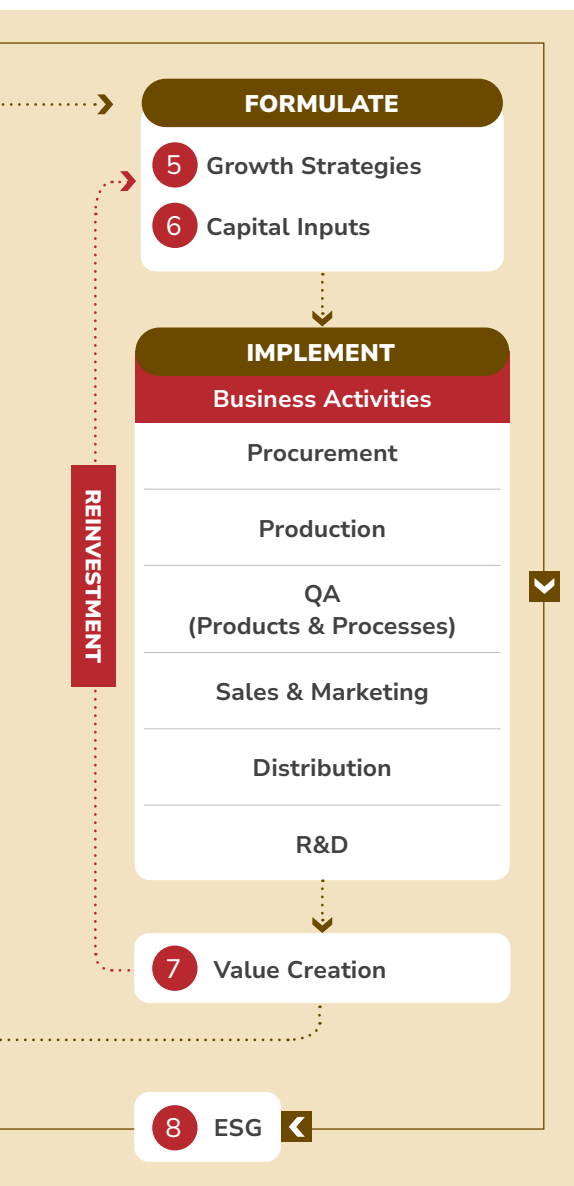 FORMULATE
5 Growth Strategies
6 Capital Inputs
IMPLEMENT
Business Activities
Procurement
Production
QA
(Products & Processes)
Sales & Marketing
Distribution
R&D
REINVESTMENT
7 Value Creation
8 ESG